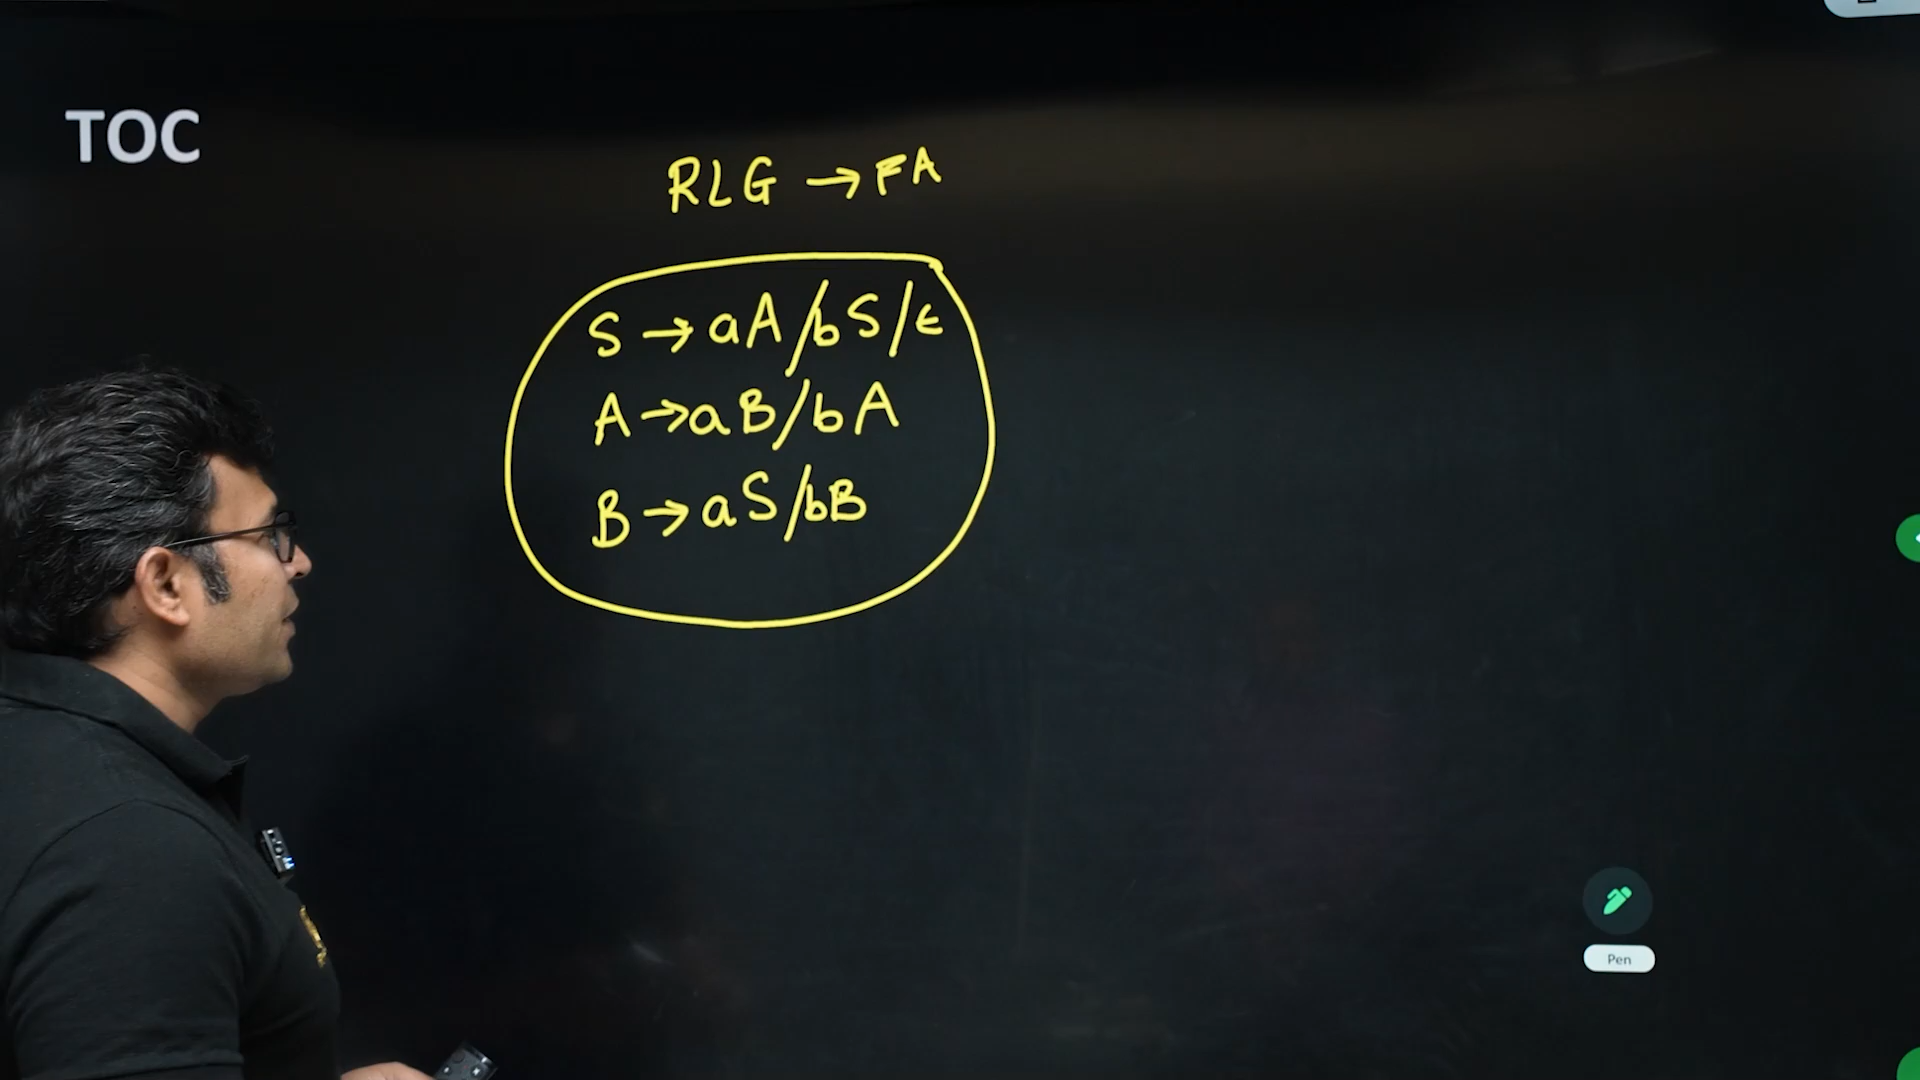 TOC
RLG → FA
S → aA/bS/ϵ
A → aB/bA
B → aS/bB
Pen